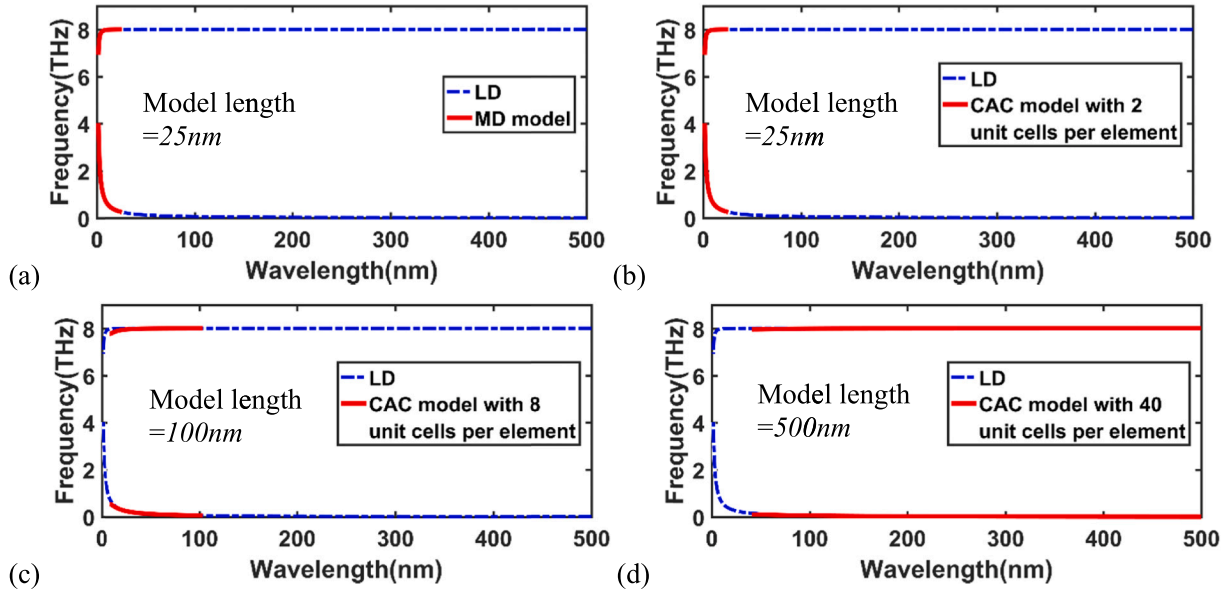 Frequency(THz)
8
6
4
2
0
Model length
=25nm
LD
MD model
0 100 200 300 400 500
Wavelength(nm)
(a)
Frequency(THz)
8
6
4
2
0
Model length
=25nm
LD
CAC model with 2
unit cells per element
0 100 200 300 400 500
Wavelength(nm)
(b)
Frequency(THz)
8
6
4
2
0
Model length
=100nm
LD
CAC model with 8
unit cells per element
0 100 200 300 400 500
Wavelength(nm)
(c)
Frequency(THz)
8
6
4
2
0
Model length
=500nm
LD
CAC model with 40
unit cells per element
0 100 200 300 400 500
Wavelength(nm)
(d)